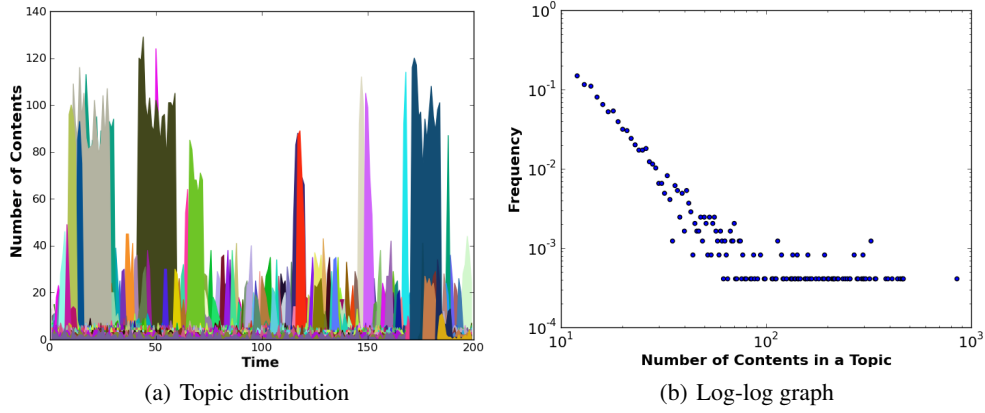 140
120
100
80
60
40
20
0
Number of Contents
0 50 100 150 200
Time
(a) Topic distribution
10^0
10^-1
10^-2
10^-3
10^-4
Frequency
10^1 10^2 10^3
Number of Contents in a Topic
(b) Log-log graph